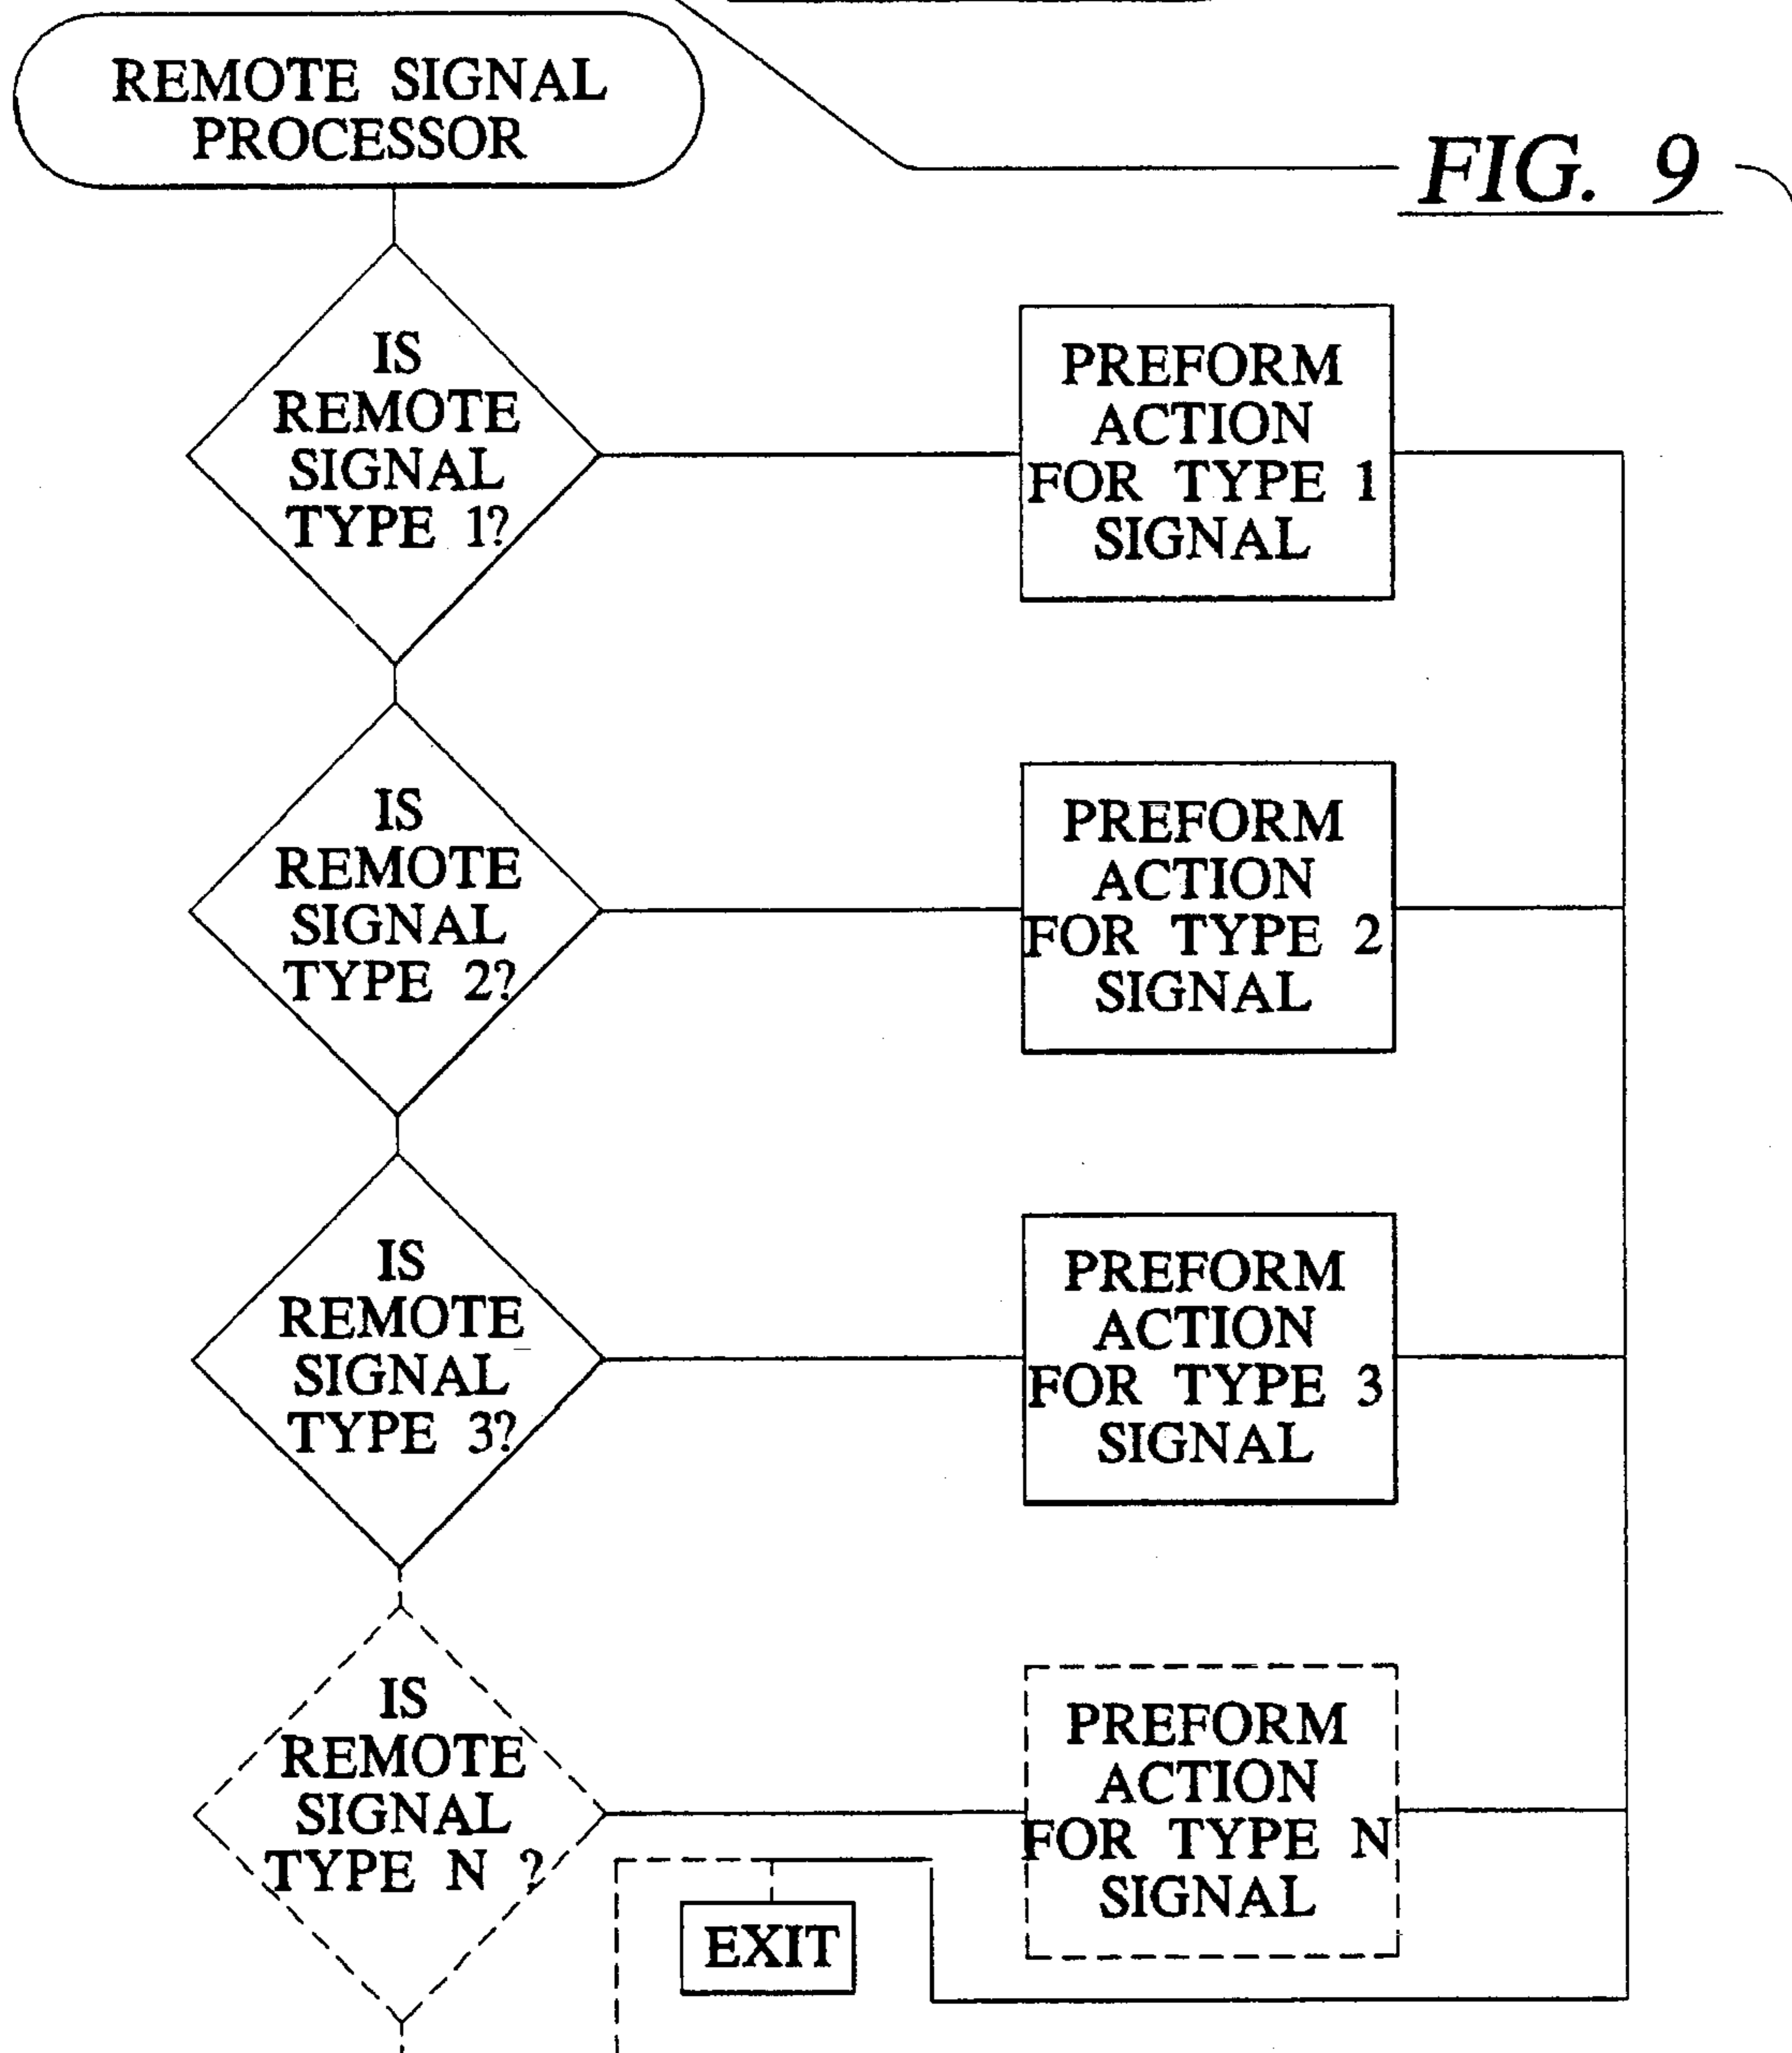 REMOTE SIGNAL
PROCESSOR
FIG. 9
IS
REMOTE
SIGNAL
TYPE 1?
PREFORM
ACTION
FOR TYPE 1
SIGNAL
IS
REMOTE
SIGNAL
TYPE 2?
PREFORM
ACTION
FOR TYPE 2
SIGNAL
IS
REMOTE
SIGNAL
TYPE 3?
PREFORM
ACTION
FOR TYPE 3
SIGNAL
IS
REMOTE
SIGNAL
TYPE N ?
PREFORM
ACTION
FOR TYPE N
SIGNAL
EXIT